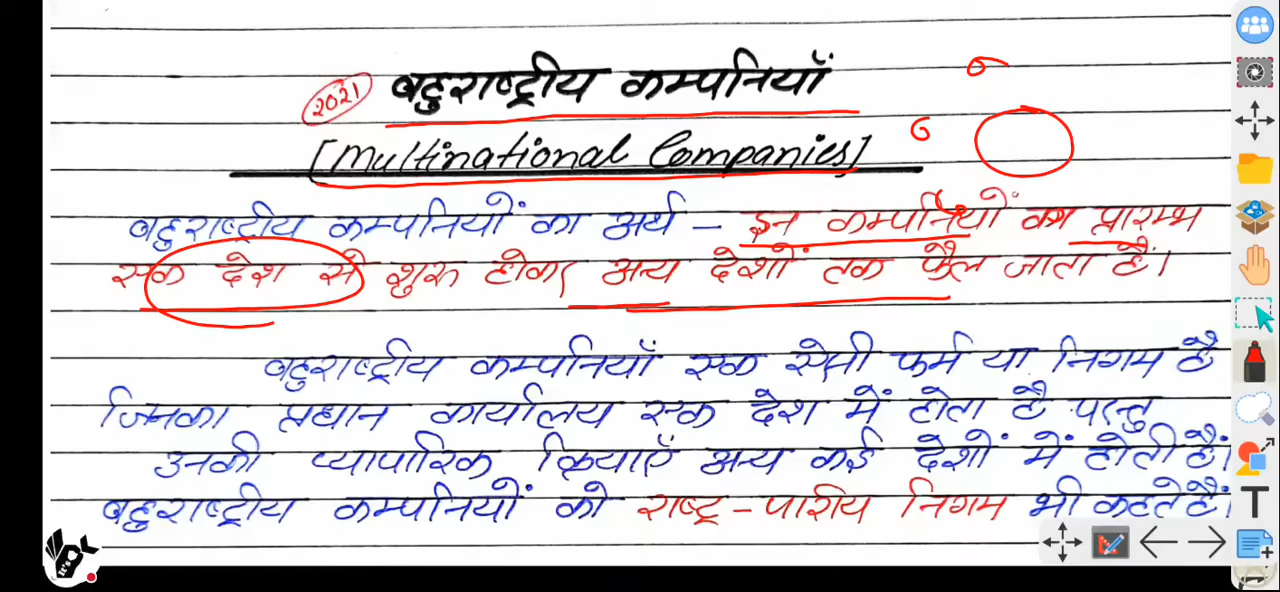 2021 बहुराष्ट्रीय कम्पनियाँ
[Multinational Companies]
बहुराष्ट्रीय कम्पनियों का अर्थ - इन कम्पनियों का प्रारम्भ
एक देश से शुरू होकर अन्य देशों तक फैल जाता है।
बहुराष्ट्रीय कम्पनियाँ एक ऐसी फर्म या निगम है
जिनका प्रधान कार्यालय एक देश में होता है परन्तु
उनकी व्यापारिक क्रियाएँ अन्य कई देशों में होती है।
बहुराष्ट्रीय कम्पनियों को राष्ट्र - पारीय निगम भी कहते है।